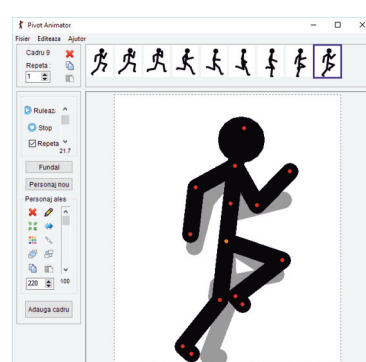 Pivot Animator
Fisier Editeaza Ajutor
Cadru 9
Repeta :
1
Ruleaz.
Stop
Repeta
21.7
Fundal
Personaj nou
Personaj ales
220
100
Adauga cadru